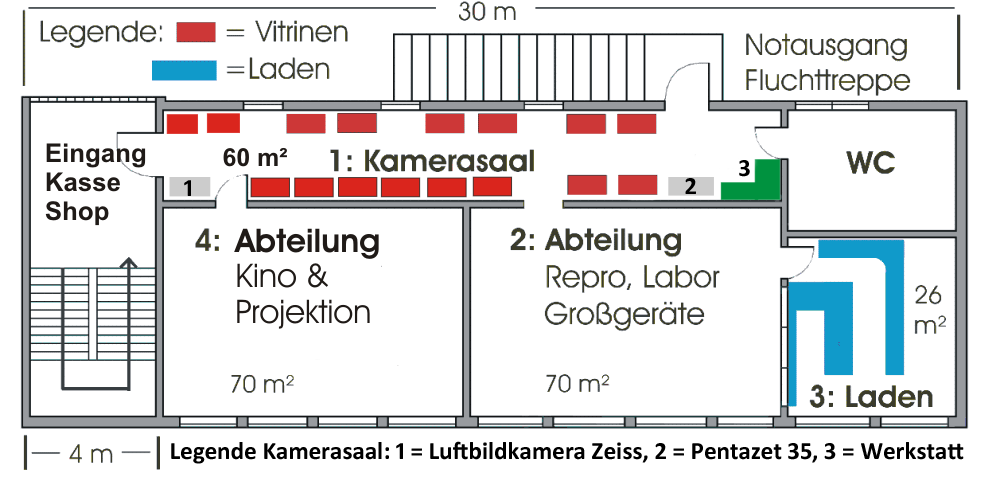 30 m
Legende: = Vitrinen
=Laden
Notausgang
Fluchttreppe
Eingang
Kasse
Shop
60 m²
1: Kamerasaal
1
2
3
WC
4: Abteilung
Kino &
Projektion
70 m²
2: Abteilung
Repro, Labor
Großgeräte
70 m²
26
m²
3: Laden
4 m
Legende Kamerasaal: 1 = Luftbildkamera Zeiss, 2 = Pentazet 35, 3 = Werkstatt